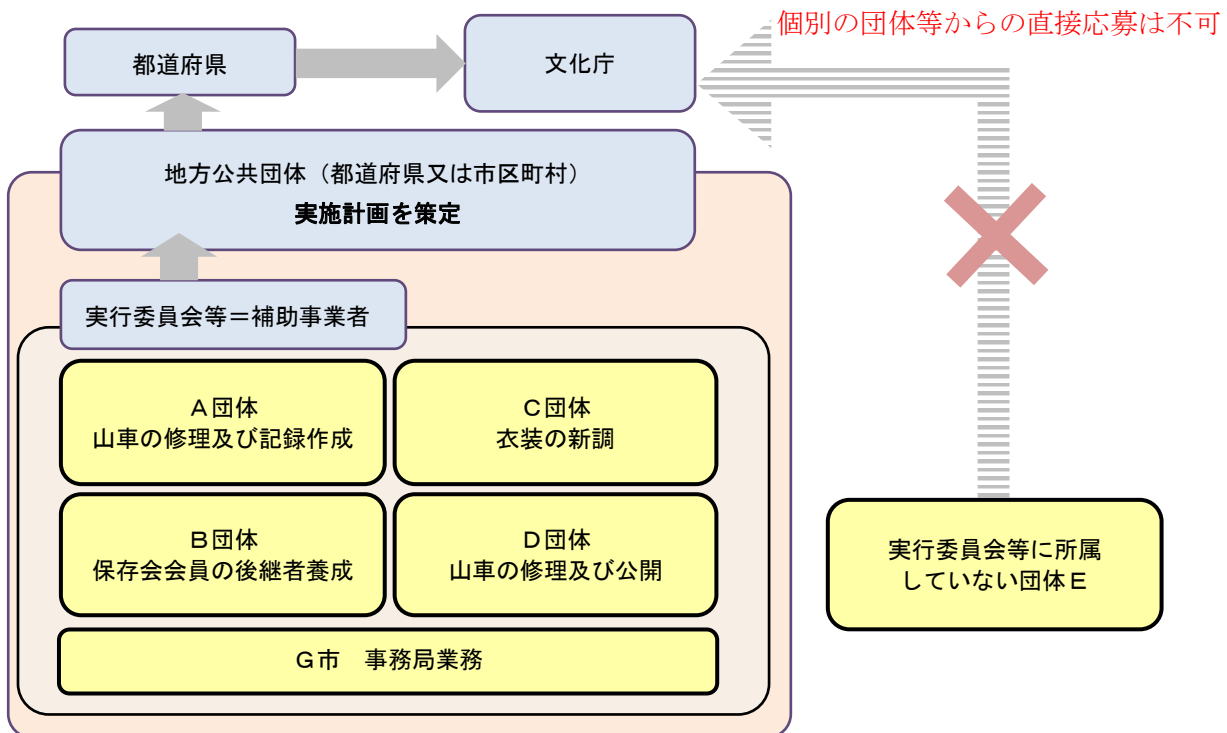 個別の団体等からの直接応募は不可
都道府県
文化庁
地方公共団体（都道府県又は市区町村）
実施計画を策定
実行委員会等＝補助事業者
Ａ団体
山車の修理及び記録作成
Ｃ団体
衣装の新調
Ｂ団体
保存会会員の後継者養成
Ｄ団体
山車の修理及び公開
Ｇ市　事務局業務
実行委員会等に所属
していない団体Ｅ